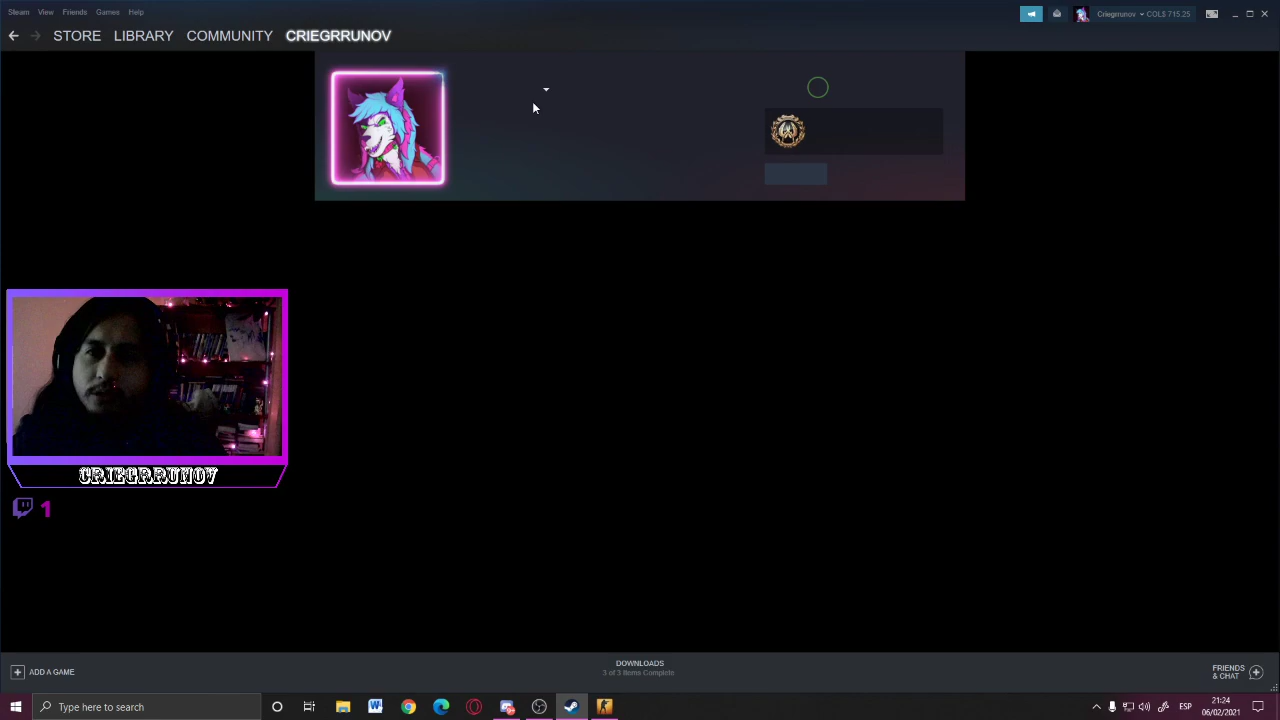 Steam View Friends Games Help
Criegrrunov COL$ 715.25
STORE LIBRARY COMMUNITY CRIEGRRUNOV
CRIEGRRUNOV
1
ADD A GAME
DOWNLOADS
3 of 3 Items Complete
FRIENDS
& CHAT
Type here to search
ESP
21:24
06/02/2021